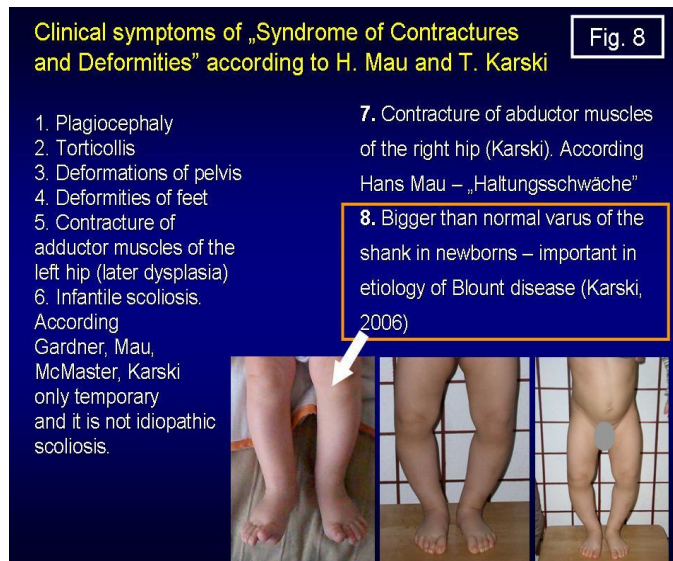 Clinical symptoms of „Syndrome of Contractures
and Deformities” according to H. Mau and T. Karski
Fig. 8
1. Plagiocephaly
2. Torticollis
3. Deformations of pelvis
4. Deformities of feet
5. Contracture of
adductor muscles of the
left hip (later dysplasia)
6. Infantile scoliosis.
According
Gardner, Mau,
McMaster, Karski
only temporary
and it is not idiopathic
scoliosis.
7. Contracture of abductor muscles
of the right hip (Karski). According
Hans Mau – „Haltungsschwäche”
8. Bigger than normal varus of the
shank in newborns – important in
etiology of Blount disease (Karski,
2006)